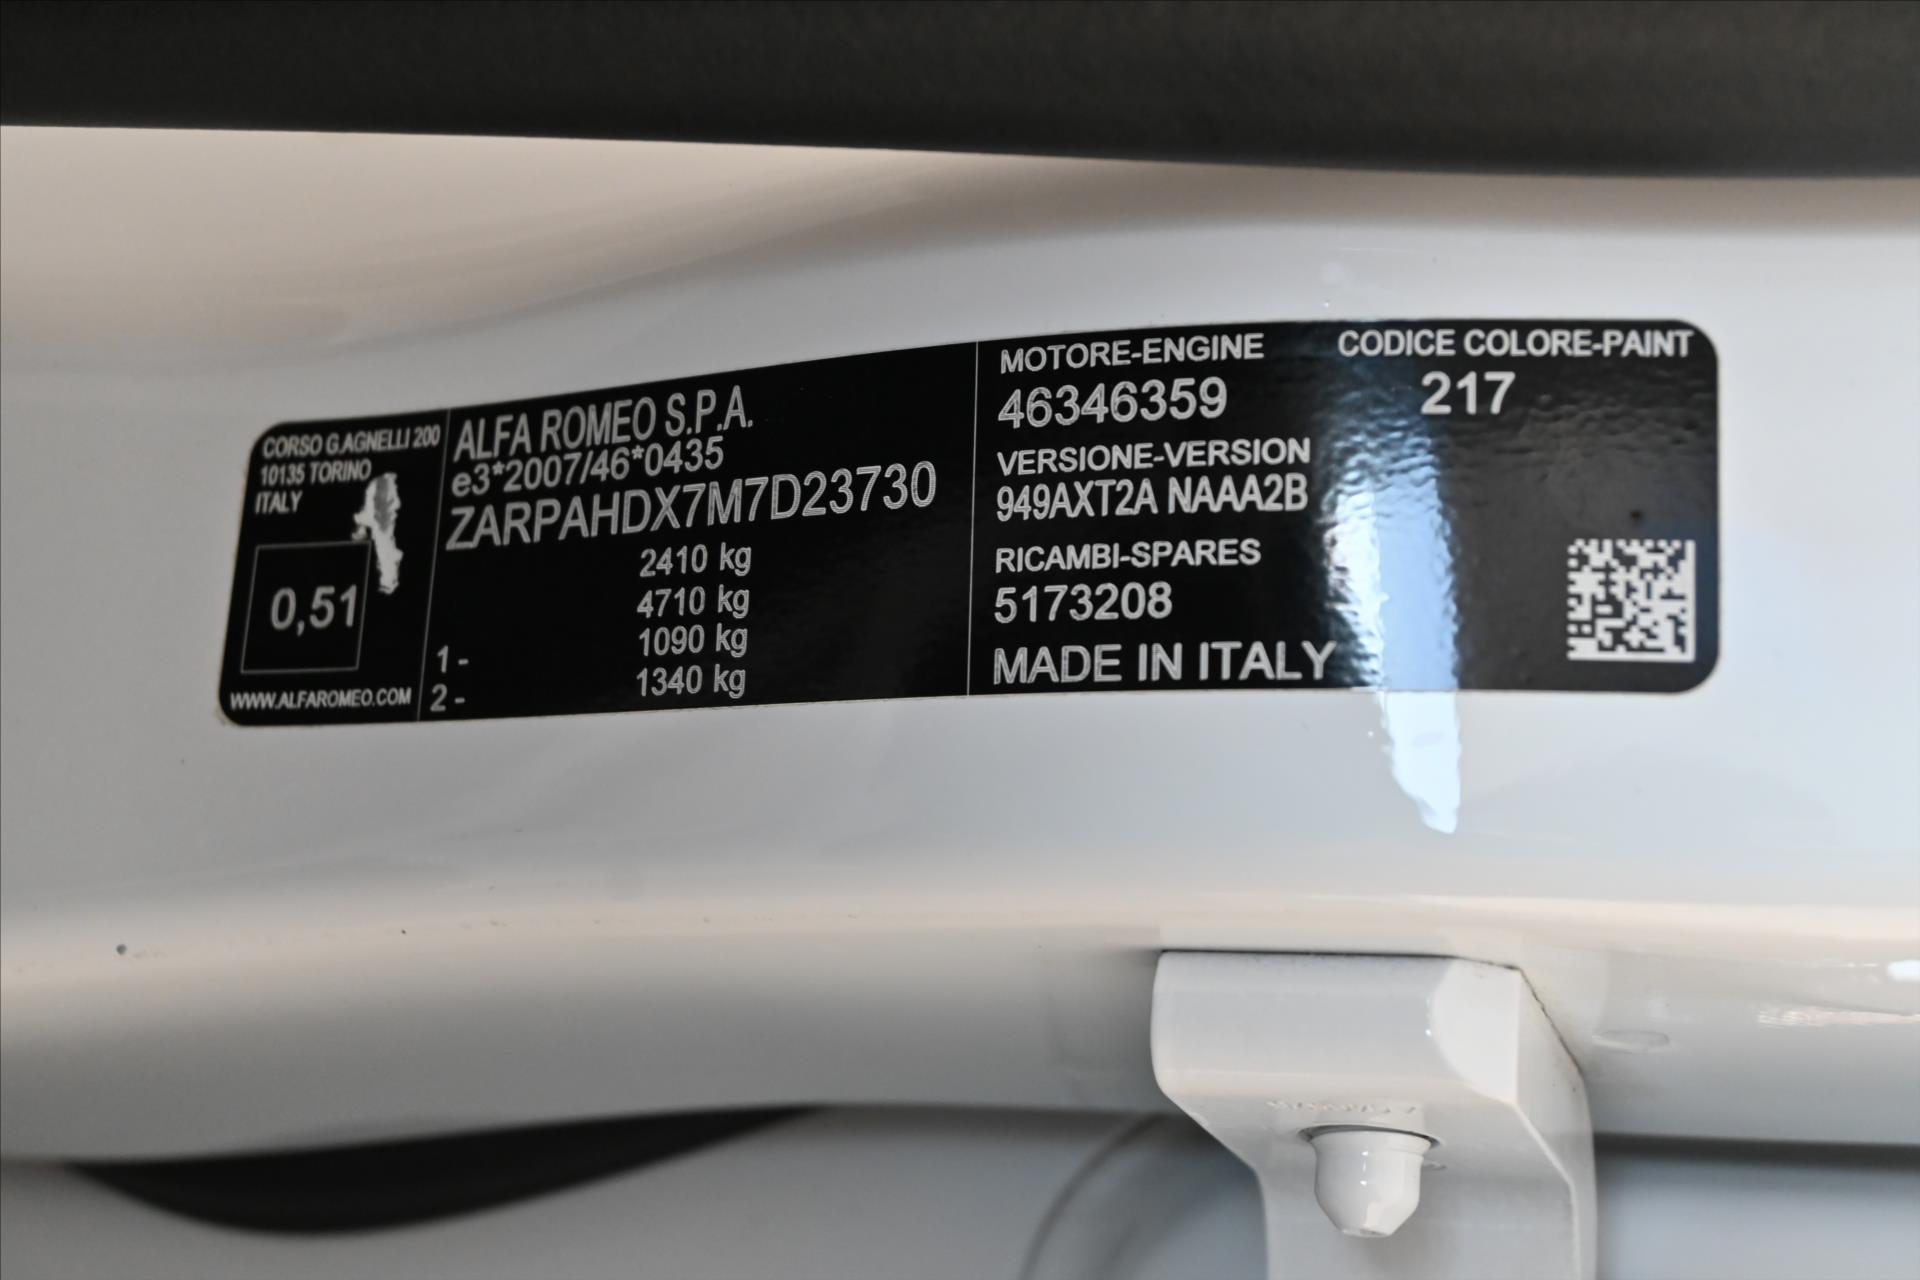 CORSO G.AGNELLI 200
10135 TORINO
ITALY
0,51
WWW.ALFAROMEO.COM
ALFA ROMEO S.P.A.
e3*2007/46*0435
ZARPAHDX7M7D23730
2410 kg
4710 kg
1- 1090 kg
2- 1340 kg
MOTORE-ENGINE
46346359
VERSIONE-VERSION
949AXT2A NAAA2B
RICAMBI-SPARES
5173208
MADE IN ITALY
CODICE COLORE-PAINT
217